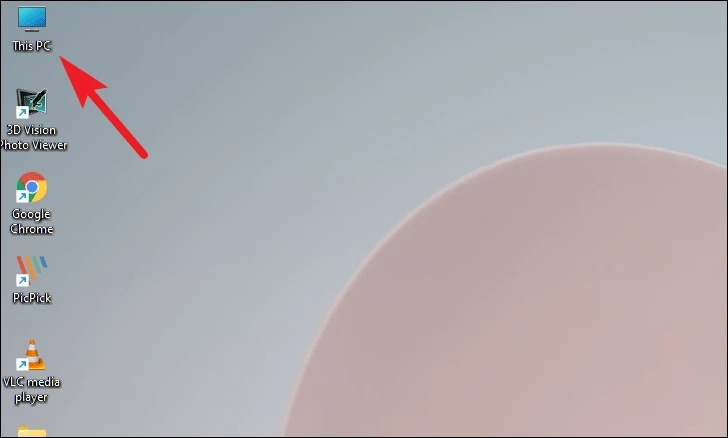 This PC
3D Vision
Photo Viewer
Google
Chrome
PicPick
VLC media
player